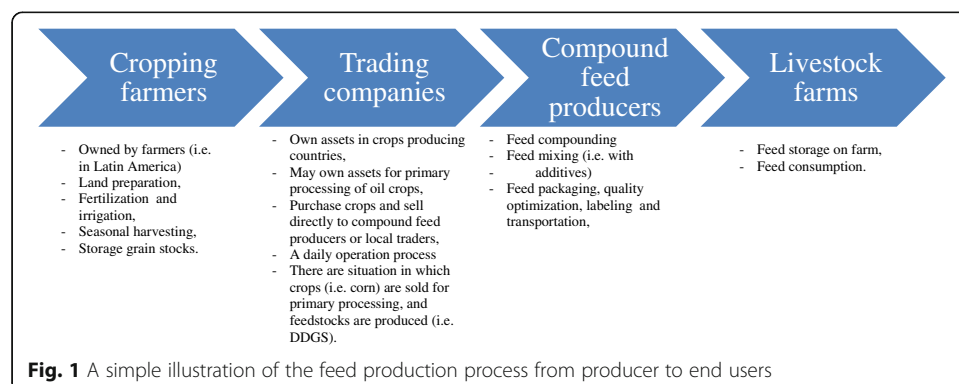 Cropping
farmers
Trading
companies
Compound
feed
producers
Livestock
farms
- Owned by farmers (i.e.
in Latin America)
- Land preparation,
- Fertilization and
irrigation,
- Seasonal harvesting,
- Storage grain stocks.
- Own assets in crops producing
countries,
- May own assets for primary
processing of oil crops,
- Purchase crops and sell
directly to compound feed
producers or local traders,
- A daily operation process
- There are situation in which
crops (i.e. corn) are sold for
primary processing, and
feedstocks are produced (i.e.
DDGS).
- Feed compounding
- Feed mixing (i.e. with
- additives)
- Feed packaging, quality
optimization, labeling and
transportation,
- Feed storage on farm,
- Feed consumption.
Fig. 1 A simple illustration of the feed production process from producer to end users